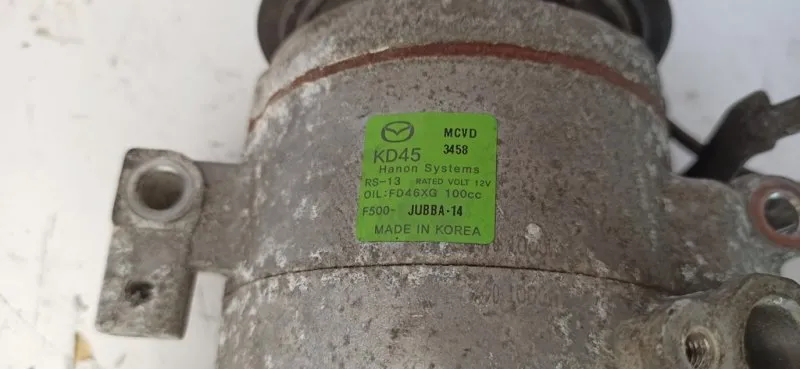 MCVD
KD45 3458
Hanon Systems
RS-13 RATED VOLT 12V
OIL:FD46XG 100cc
F500- JUBBA-14
MADE IN KOREA